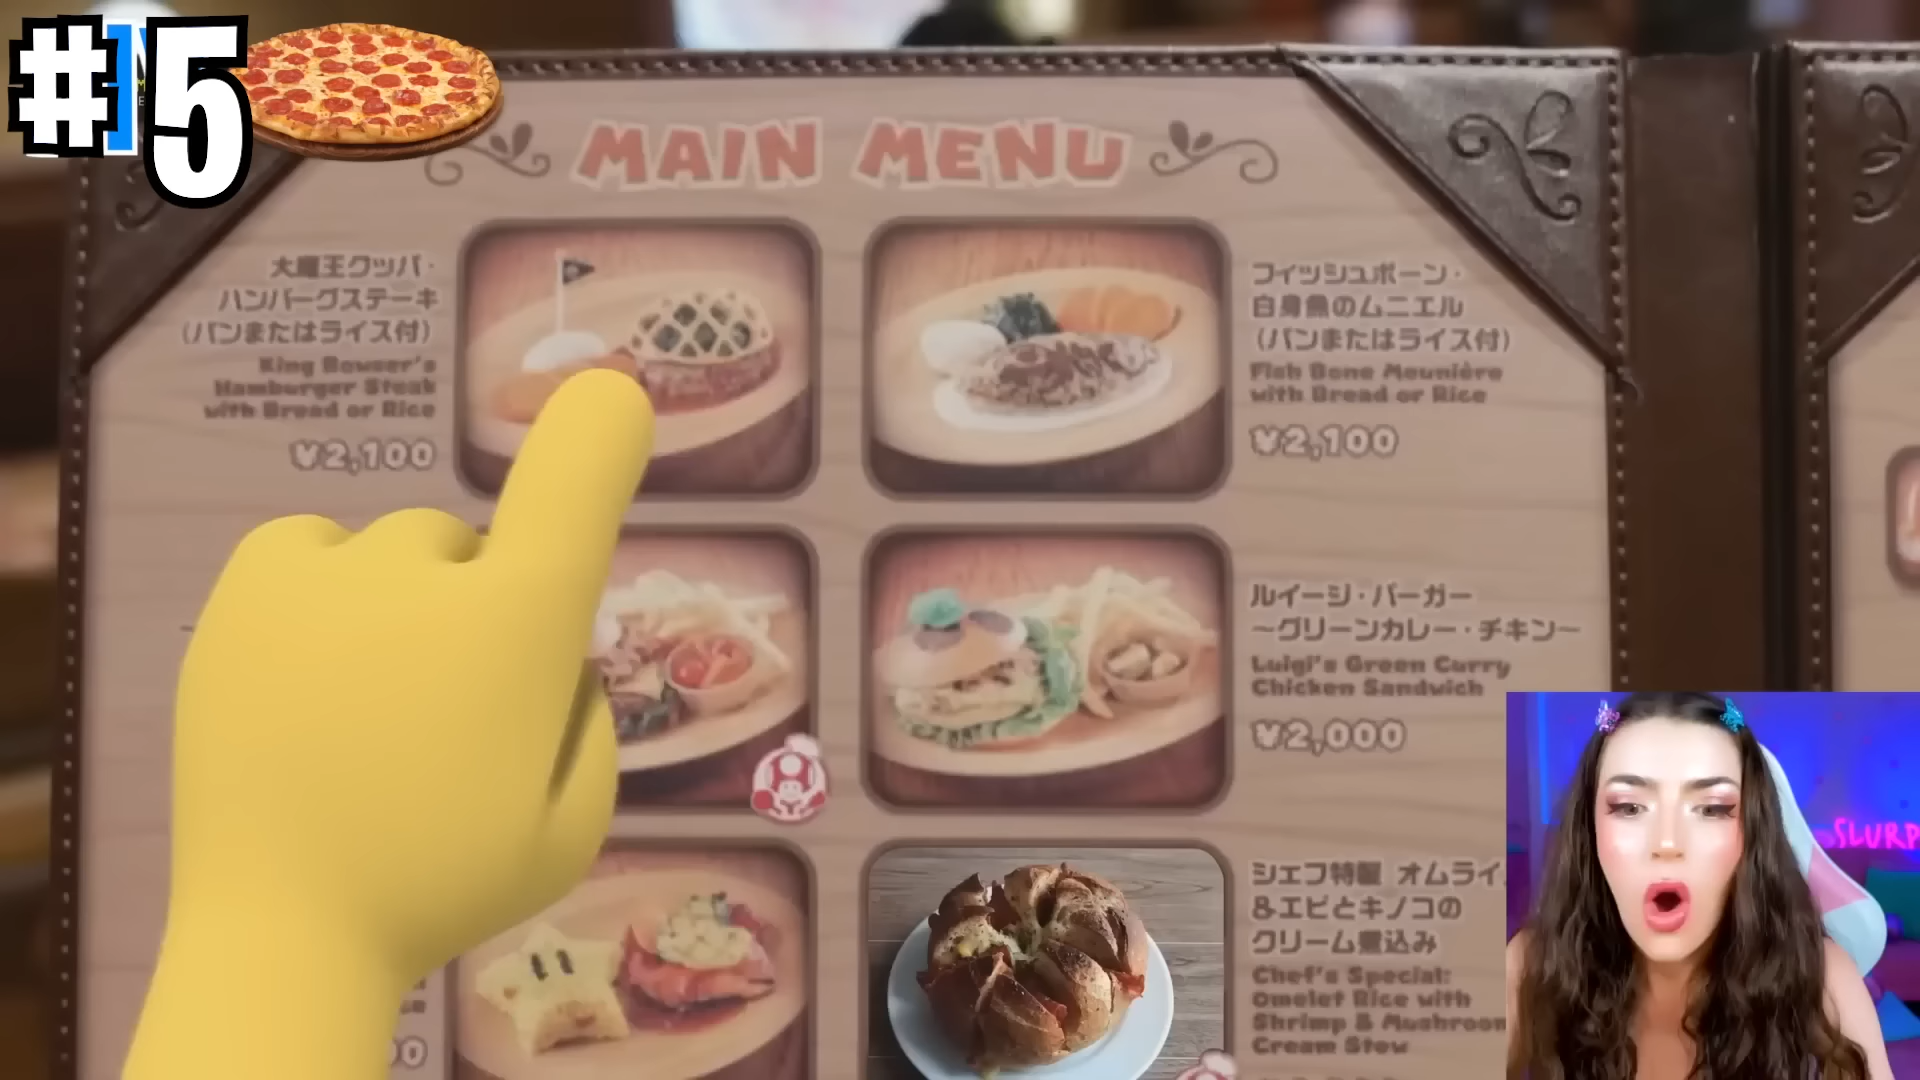 #5
MAIN MENU
大魔王クッパ・
ハンバーグステーキ
(パンまたはライス付)
King Bowser's
Hamburger Steak
with Bread or Rice
¥2,100
フィッシュボーン・
白身魚のムニエル
(パンまたはライス付)
Fish Bone Meunière
with Bread or Rice
¥2,100
ルイージ・バーガー
〜グリーンカレー・チキン〜
Luigi's Green Curry
Chicken Sandwich
¥2,000
シェフ特製 オムライ
&エビとキノコの
クリーム煮込み
Chef's Special:
Omelet Rice with
Shrimp & Mushroom
Cream Stew
SLURP